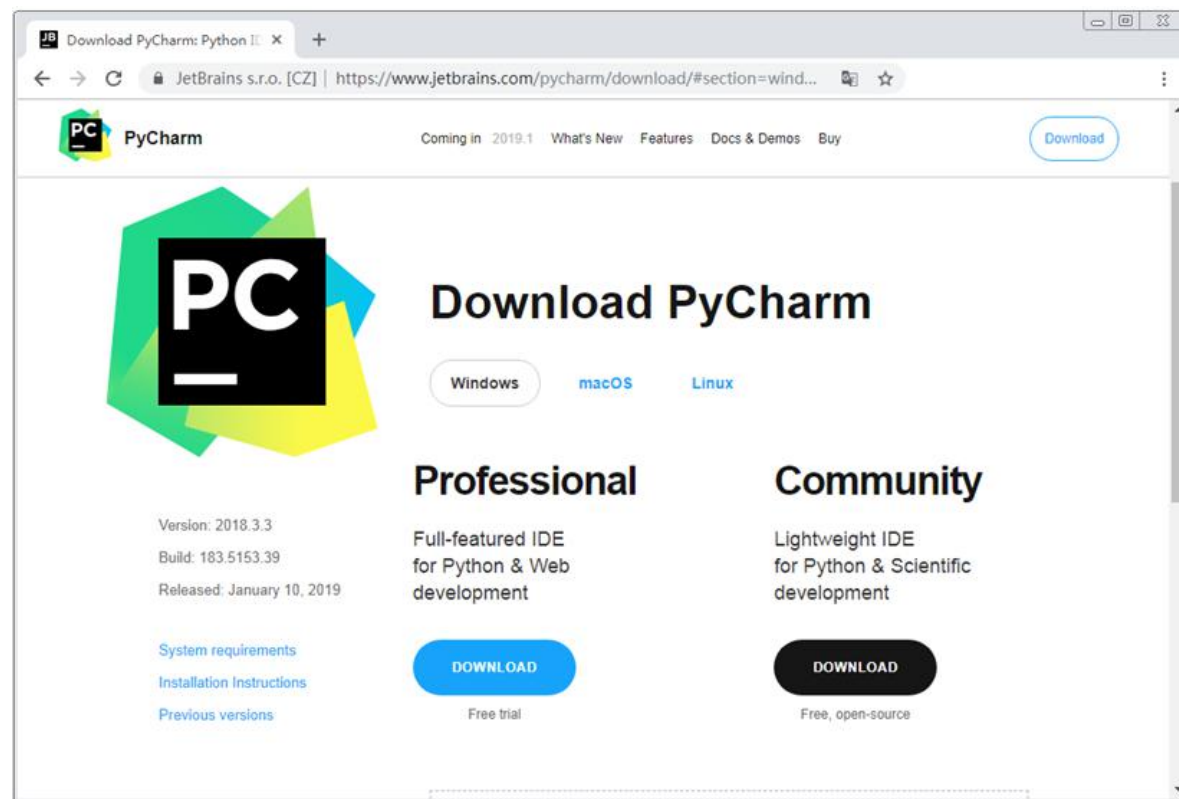 JB
Download PyCharm: Python I
JetBrains s.r.o. [CZ] | https://www.jetbrains.com/pycharm/download/#section=wind...
PC
PyCharm
Coming in 2019.1 What's New Features Docs & Demos Buy
Download
PC
Download PyCharm
Windows macOS Linux
Version: 2018.3.3
Build: 183.5153.39
Released: January 10, 2019
System requirements
Installation Instructions
Previous versions
Professional
Full-featured IDE
for Python & Web
development
DOWNLOAD
Free trial
Community
Lightweight IDE
for Python & Scientific
development
DOWNLOAD
Free, open-source